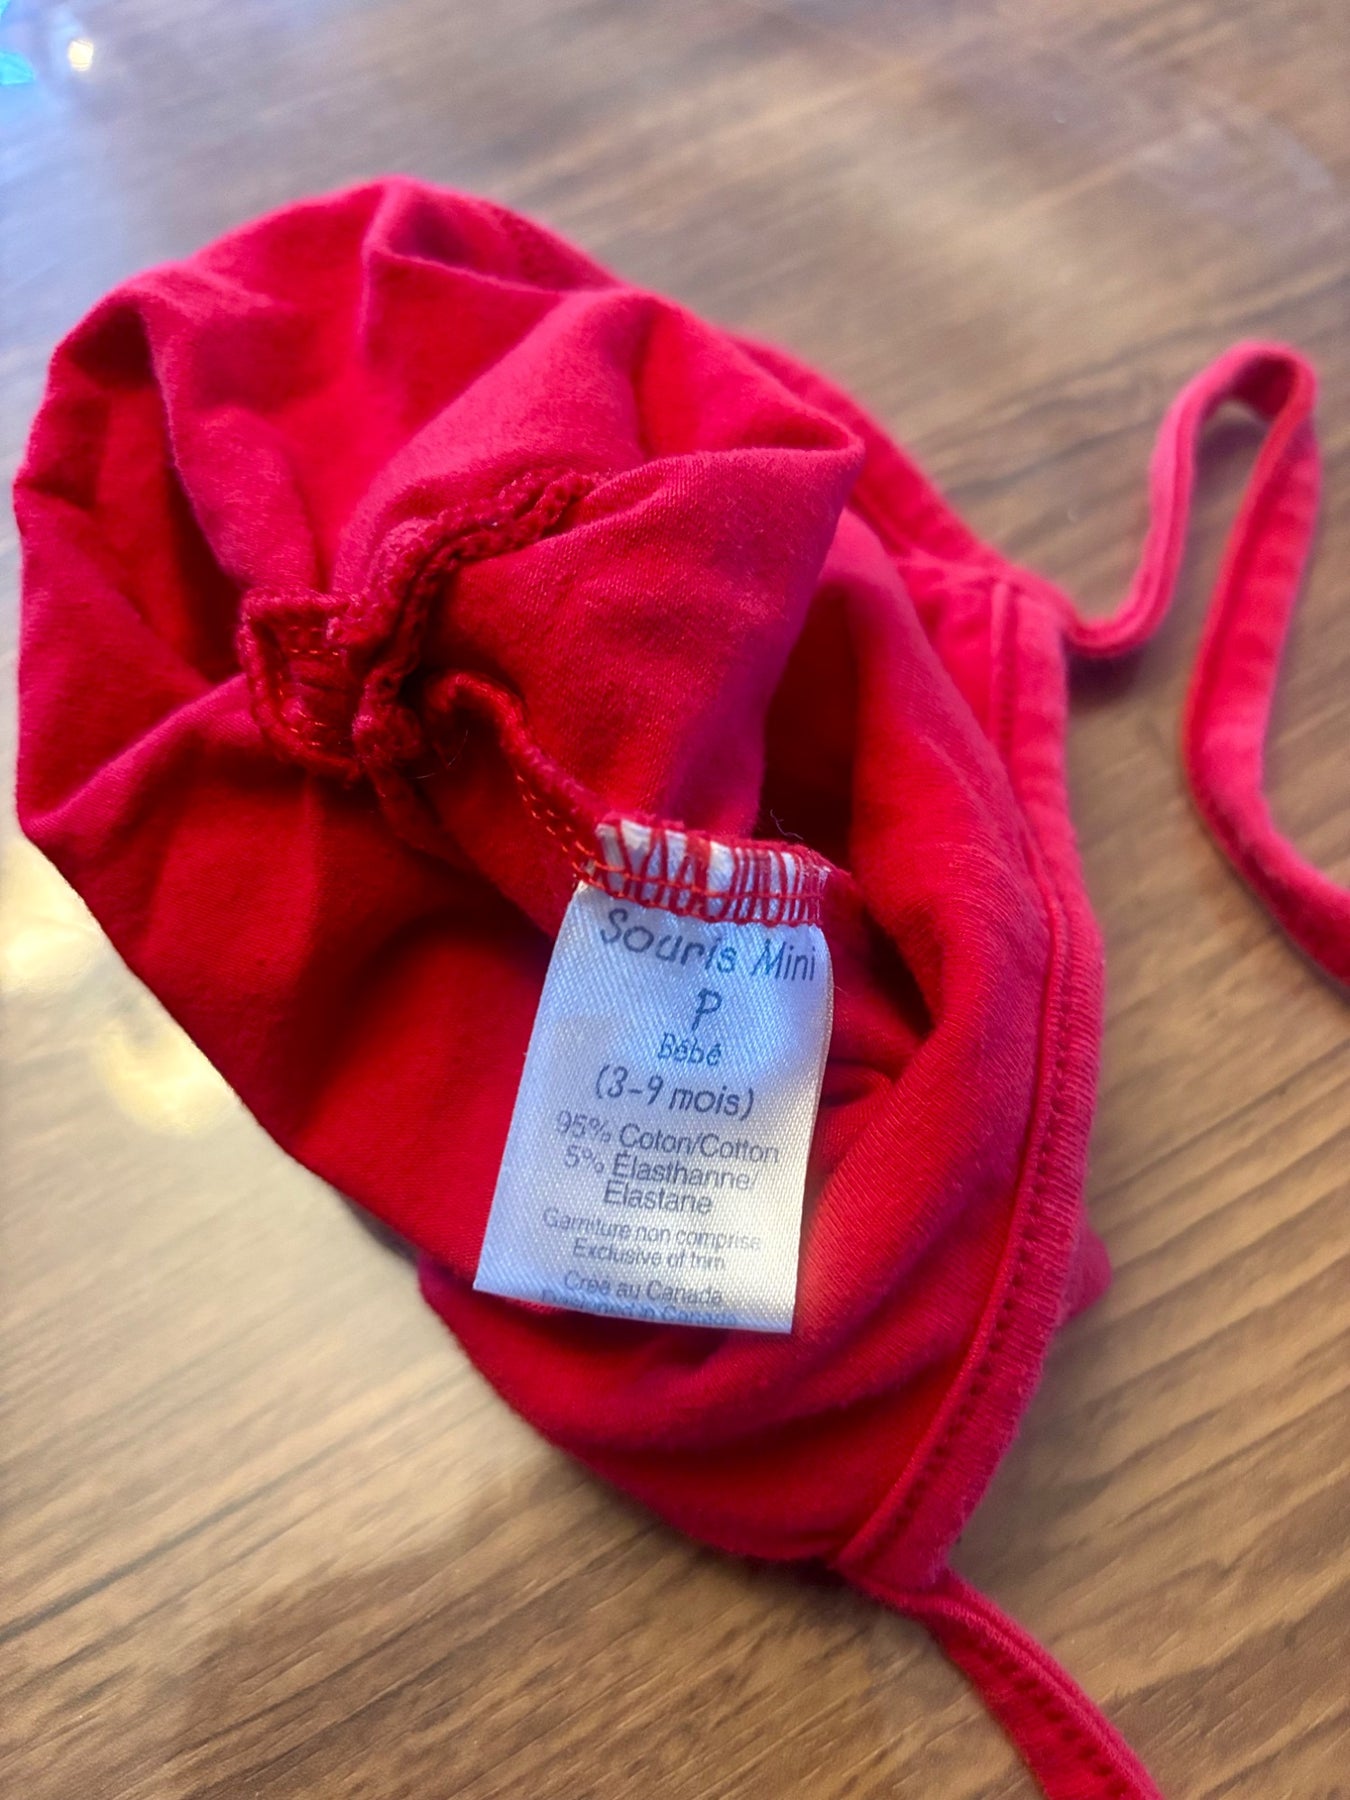 Souris Mini
P
Bébé
(3-9 mois)
95% Coton/Cotton
5% Élasthanne/
Elastane
Garniture non comprise
Exclusive of trim
Créé au Canada